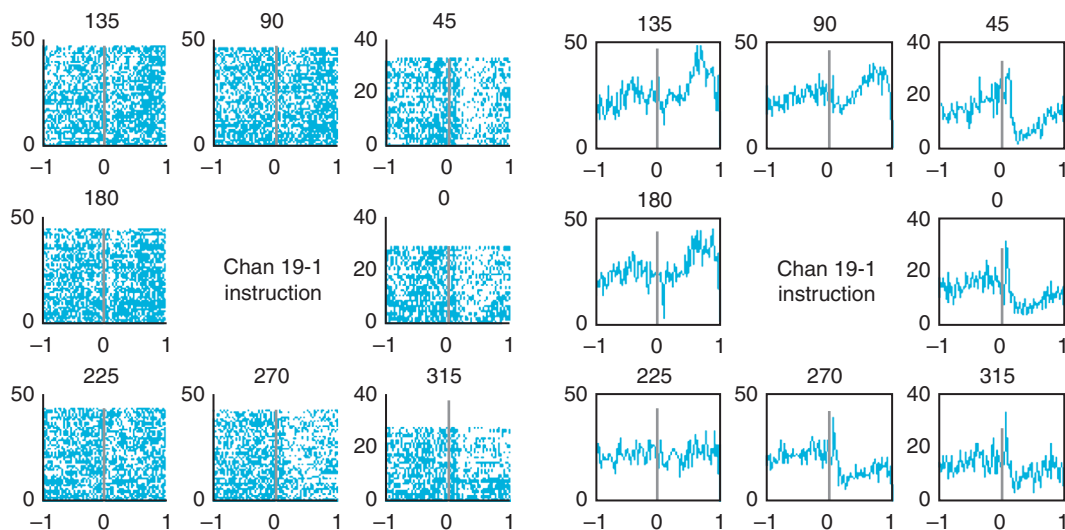 135 90 45 135 90 45
50 40 50 50 40
20 20
0 0 0 0 0
–1 0 1 –1 0 1 –1 0 1 –1 0 1 –1 0 1 –1 0 1
180 0 180 0
50 40 50 40
Chan 19-1 20 Chan 19-1 20
instruction instruction
0 0 0 0
–1 0 1 –1 0 1 –1 0 1 –1 0 1
225 270 315 225 270 315
50 50 40 50 50 40
20 20
0 0 0 0 0 0
–1 0 1 –1 0 1 –1 0 1 –1 0 1 –1 0 1 –1 0 1